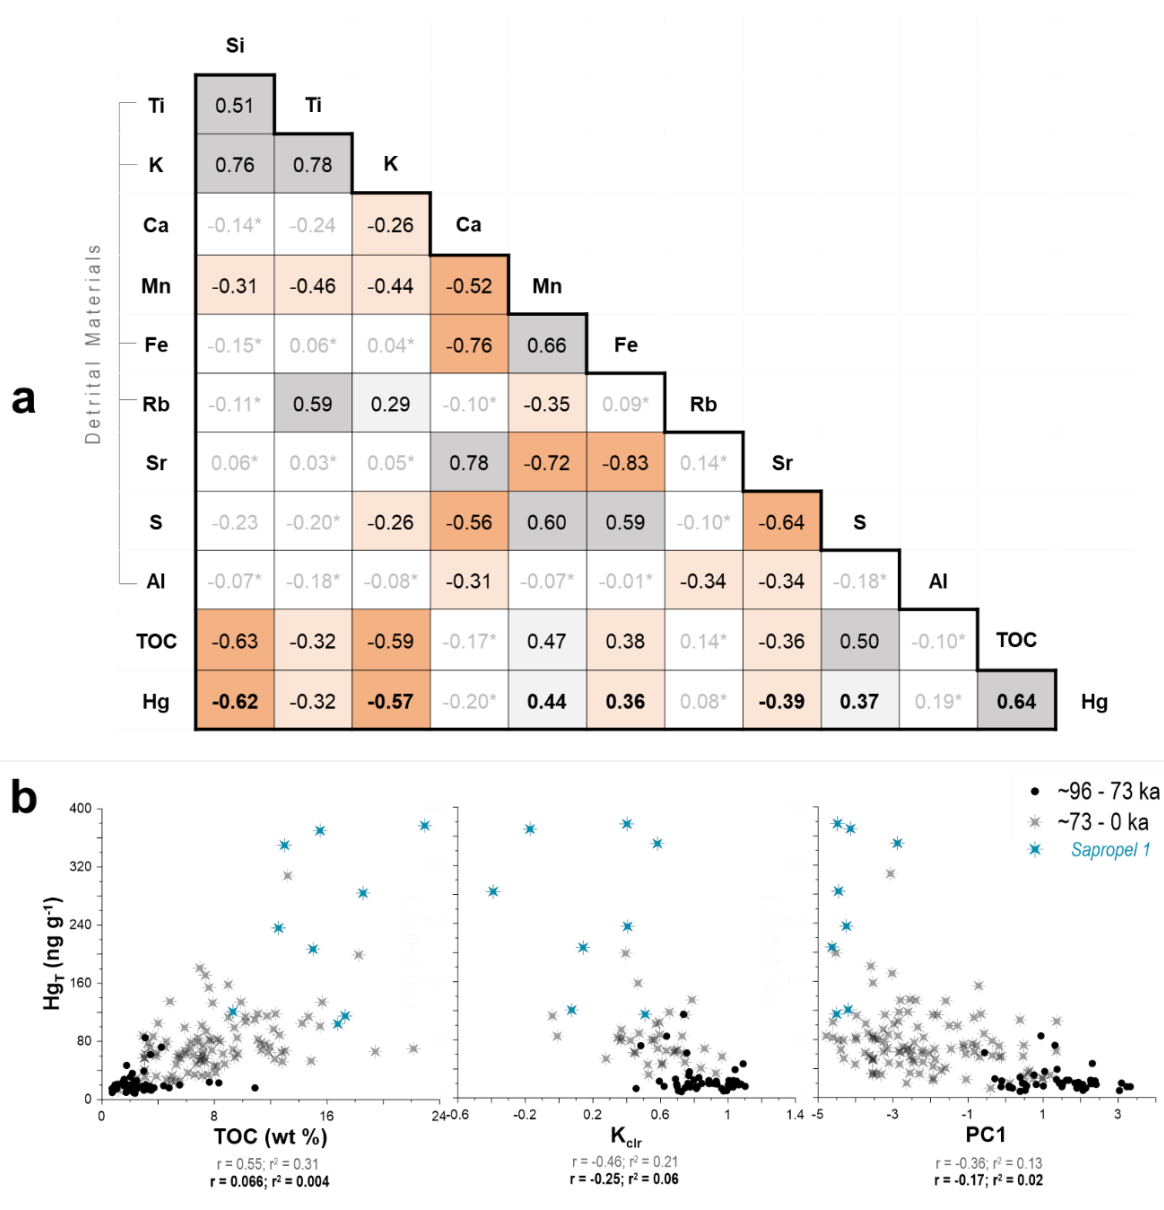 Si
Ti 0.51 Ti
K 0.76 0.78 K
Ca -0.14* -0.24 -0.26 Ca
Mn -0.31 -0.46 -0.44 -0.52 Mn
Fe -0.15* 0.06* 0.04* -0.76 0.66 Fe
Rb -0.11* 0.59 0.29 -0.10* -0.35 0.09* Rb
Sr 0.06* 0.03* 0.05* 0.78 -0.72 -0.83 0.14* Sr
S -0.23 -0.20* -0.26 -0.56 0.60 0.59 -0.10* -0.64 S
Al -0.07* -0.18* -0.08* -0.31 -0.07* -0.01* -0.34 -0.34 -0.18* Al
TOC -0.63 -0.32 -0.59 -0.17* 0.47 0.38 0.14* -0.36 0.50 -0.10* TOC
Hg -0.62 -0.32 -0.57 -0.20* 0.44 0.36 0.08* -0.39 0.37 0.19* 0.64 Hg
Detrital Materials
a
b
~96 - 73 ka
~73 - 0 ka
Sapropel 1
HgT (ng g-1)
400
320
240
160
80
0
0 8 16 24
TOC (wt %)
r = 0.55; r² = 0.31
r = 0.066; r² = 0.004
-0.6 -0.2 0.2 0.6 1 1.4
Kclr
r = -0.46; r² = 0.21
r = -0.25; r² = 0.06
-5 -3 -1 1 3
PC1
r = -0.36; r² = 0.13
r = -0.17; r² = 0.02